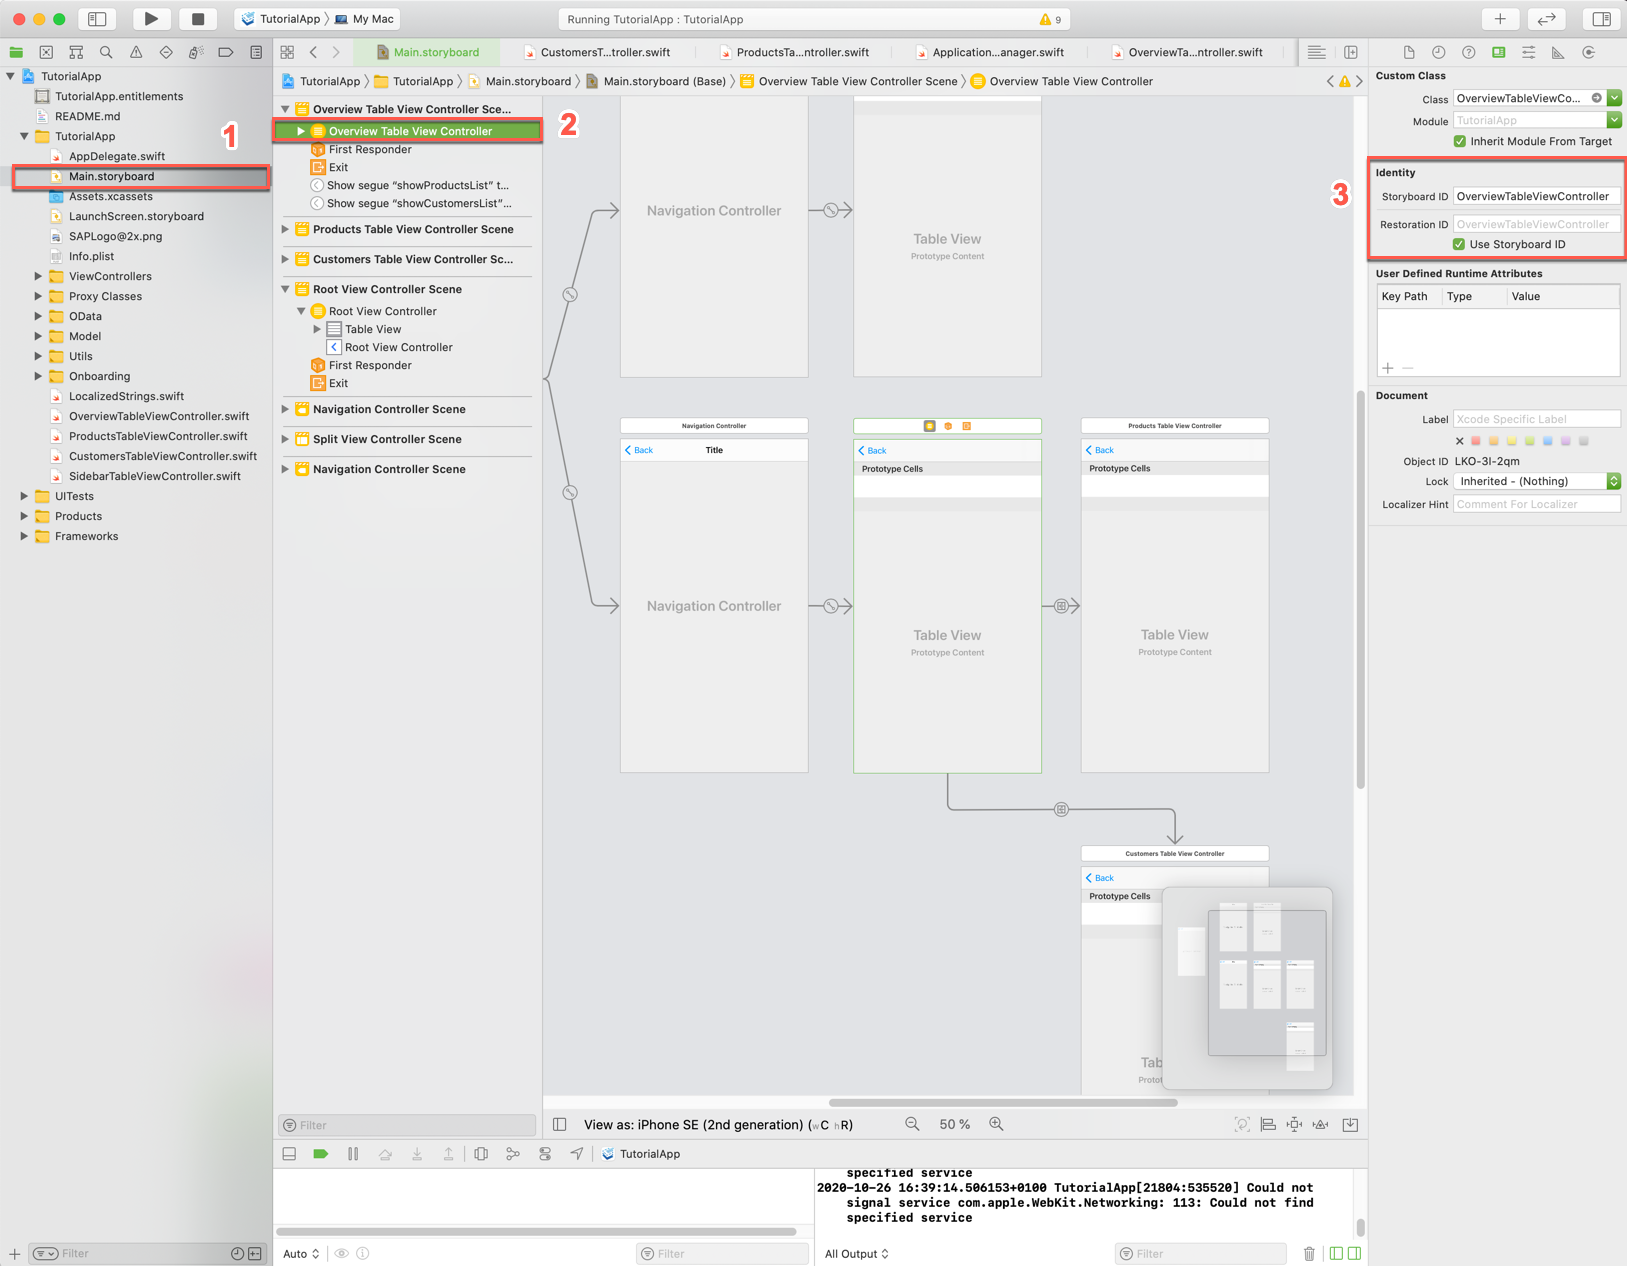 TutorialApp
My Mac
Running TutorialApp : TutorialApp
9
Main.storyboard
CustomersT...troller.swift
ProductsTa...ntroller.swift
Application...anager.swift
OverviewTa...ntroller.swift
TutorialApp
TutorialApp
Main.storyboard
Main.storyboard (Base)
Overview Table View Controller Scene
Overview Table View Controller
TutorialApp
TutorialApp.entitlements
README.md
TutorialApp
AppDelegate.swift
Main.storyboard
Assets.xcassets
LaunchScreen.storyboard
SAPLogo@2x.png
Info.plist
ViewControllers
Proxy Classes
OData
Model
Utils
Onboarding
LocalizedStrings.swift
OverviewTableViewController.swift
ProductsTableViewController.swift
CustomersTableViewController.swift
SidebarTableViewController.swift
UITests
Products
Frameworks
Filter
1
Overview Table View Controller Sce...
Overview Table View Controller
First Responder
Exit
Show segue “showProductsList” t...
Show segue “showCustomersList”...
Products Table View Controller Scene
Customers Table View Controller Sc...
Root View Controller Scene
Root View Controller
Table View
Root View Controller
First Responder
Exit
Navigation Controller Scene
Split View Controller Scene
Navigation Controller Scene
Filter
2
Navigation Controller
Table View
Prototype Content
Navigation Controller
Back
Title
Navigation Controller
Back
Prototype Cells
Table View
Prototype Content
Products Table View Controller
Back
Prototype Cells
Table View
Prototype Content
Customers Table View Controller
Back
Prototype Cells
Tab
Protot
View as: iPhone SE (2nd generation) (wC hR)
50 %
TutorialApp
specified service
2020-10-26 16:39:14.506153+0100 TutorialApp[21804:535520] Could not
signal service com.apple.WebKit.Networking: 113: Could not find
specified service
Auto
Filter
All Output
Filter
3
Custom Class
Class OverviewTableViewCo...
Module TutorialApp
Inherit Module From Target
Identity
Storyboard ID OverviewTableViewController
Restoration ID OverviewTableViewController
Use Storyboard ID
User Defined Runtime Attributes
Key Path Type Value
Document
Label Xcode Specific Label
Object ID LKO-3l-2qm
Lock Inherited - (Nothing)
Localizer Hint Comment For Localizer